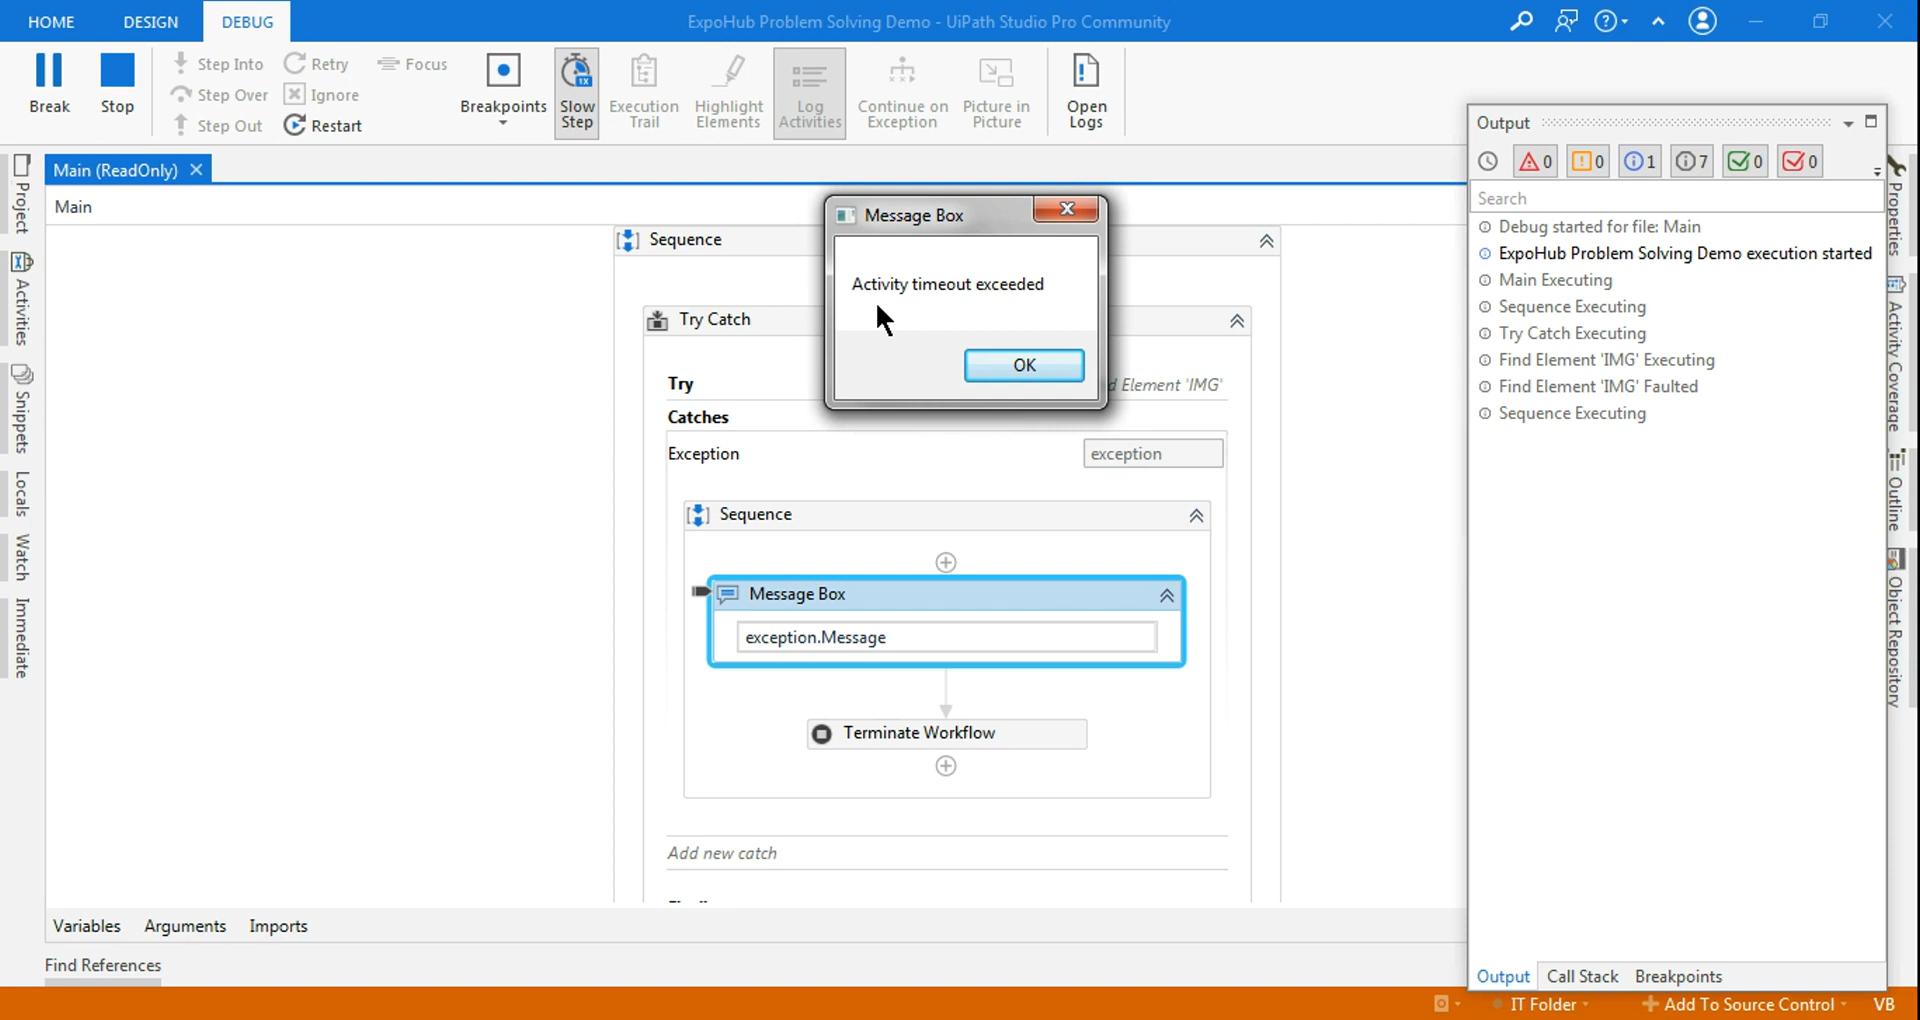 HOME DESIGN DEBUG ExpoHub Problem Solving Demo - UiPath Studio Pro Community
Break
Stop
Step Into
Step Over
Step Out
Retry
Ignore
Restart
Focus
Breakpoints
Slow
Step
Execution
Trail
Highlight
Elements
Log
Activities
Continue on
Exception
Picture in
Picture
Open
Logs
Main (ReadOnly)
Main
Project
Activities
Snippets
Locals
Watch
Immediate
Sequence
Try Catch
Try
d Element 'IMG'
Catches
Exception
exception
Sequence
Message Box
exception.Message
Terminate Workflow
Add new catch
Message Box
Activity timeout exceeded
OK
Output
0 0 1 7 0 0
Search
Debug started for file: Main
ExpoHub Problem Solving Demo execution started
Main Executing
Sequence Executing
Try Catch Executing
Find Element 'IMG' Executing
Find Element 'IMG' Faulted
Sequence Executing
Output Call Stack Breakpoints
Properties
Activity Coverage
Outline
Object Repository
Variables Arguments Imports
Find References
IT Folder
Add To Source Control
VB